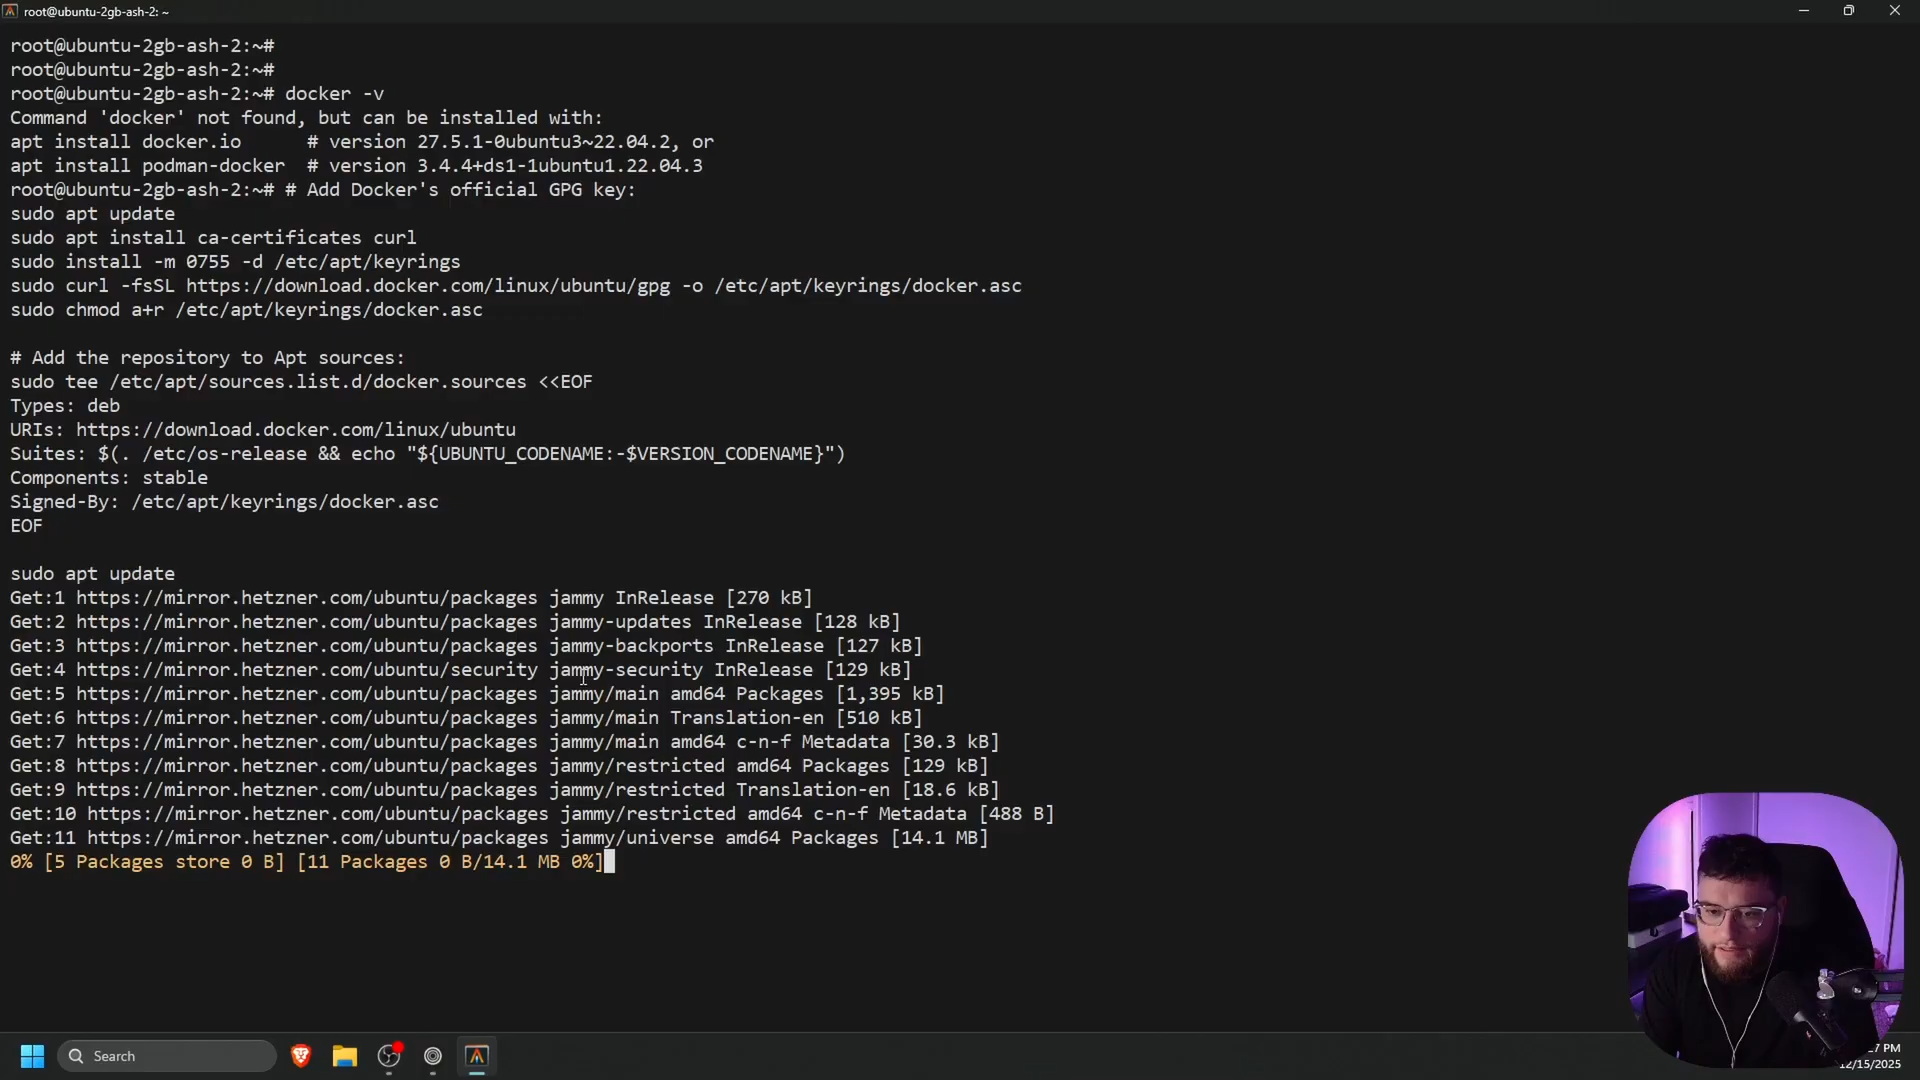 root@ubuntu-2gb-ash-2: ~
root@ubuntu-2gb-ash-2:~#
root@ubuntu-2gb-ash-2:~#
root@ubuntu-2gb-ash-2:~# docker -v
Command 'docker' not found, but can be installed with:
apt install docker.io      # version 27.5.1-0ubuntu3~22.04.2, or
apt install podman-docker  # version 3.4.4+ds1-1ubuntu1.22.04.3
root@ubuntu-2gb-ash-2:~# # Add Docker's official GPG key:
sudo apt update
sudo apt install ca-certificates curl
sudo install -m 0755 -d /etc/apt/keyrings
sudo curl -fsSL https://download.docker.com/linux/ubuntu/gpg -o /etc/apt/keyrings/docker.asc
sudo chmod a+r /etc/apt/keyrings/docker.asc
# Add the repository to Apt sources:
sudo tee /etc/apt/sources.list.d/docker.sources <<EOF
Types: deb
URIs: https://download.docker.com/linux/ubuntu
Suites: $(. /etc/os-release && echo "${UBUNTU_CODENAME:-$VERSION_CODENAME}")
Components: stable
Signed-By: /etc/apt/keyrings/docker.asc
EOF
sudo apt update
Get:1 https://mirror.hetzner.com/ubuntu/packages jammy InRelease [270 kB]
Get:2 https://mirror.hetzner.com/ubuntu/packages jammy-updates InRelease [128 kB]
Get:3 https://mirror.hetzner.com/ubuntu/packages jammy-backports InRelease [127 kB]
Get:4 https://mirror.hetzner.com/ubuntu/security jammy-security InRelease [129 kB]
Get:5 https://mirror.hetzner.com/ubuntu/packages jammy/main amd64 Packages [1,395 kB]
Get:6 https://mirror.hetzner.com/ubuntu/packages jammy/main Translation-en [510 kB]
Get:7 https://mirror.hetzner.com/ubuntu/packages jammy/main amd64 c-n-f Metadata [30.3 kB]
Get:8 https://mirror.hetzner.com/ubuntu/packages jammy/restricted amd64 Packages [129 kB]
Get:9 https://mirror.hetzner.com/ubuntu/packages jammy/restricted Translation-en [18.6 kB]
Get:10 https://mirror.hetzner.com/ubuntu/packages jammy/restricted amd64 c-n-f Metadata [488 B]
Get:11 https://mirror.hetzner.com/ubuntu/packages jammy/universe amd64 Packages [14.1 MB]
0% [5 Packages store 0 B] [11 Packages 0 B/14.1 MB 0%]
Search
7 PM
12/15/2025